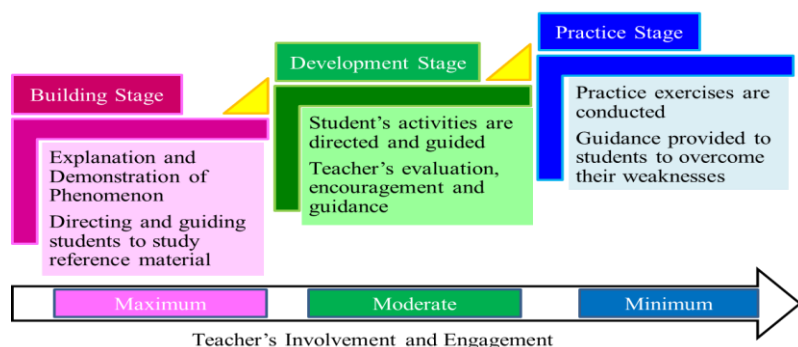 Building Stage
Explanation and
Demonstration of
Phenomenon
Directing and guiding
students to study
reference material
Development Stage
Student's activities are
directed and guided
Teacher's evaluation,
encouragement and
guidance
Practice Stage
Practice exercises are
conducted
Guidance provided to
students to overcome
their weaknesses
Maximum
Moderate
Minimum
Teacher's Involvement and Engagement